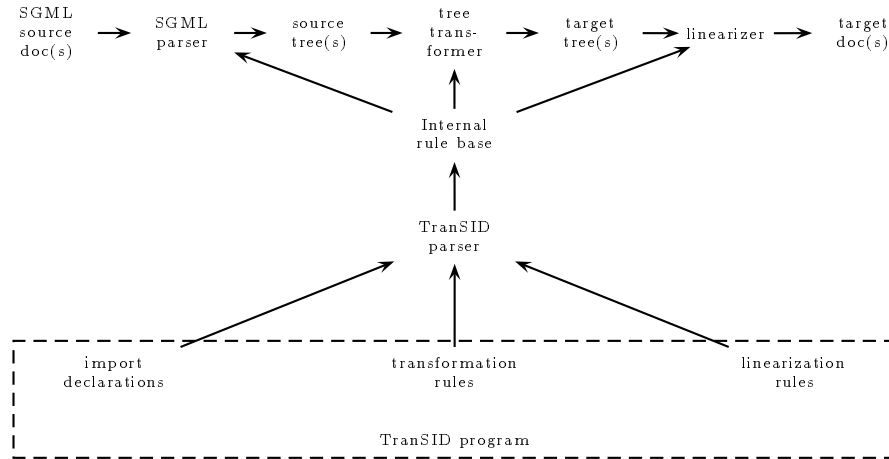 SGML
source
doc(s)
SGML
parser
source
tree(s)
tree
trans-
former
target
tree(s)
linearizer
target
doc(s)
Internal
rule base
TranSID
parser
import
declarations
transformation
rules
linearization
rules
TranSID program